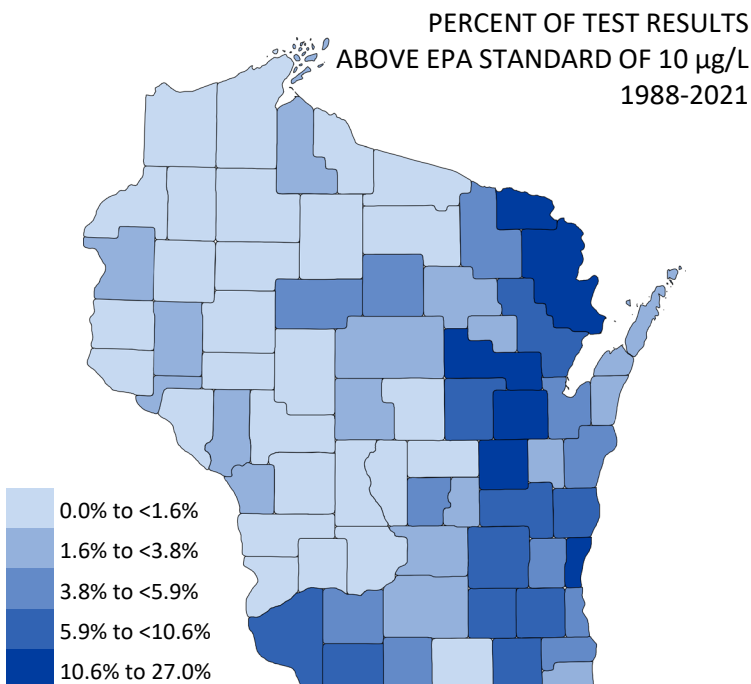 PERCENT OF TEST RESULTS
ABOVE EPA STANDARD OF 10 µg/L
1988-2021
0.0% to <1.6%
1.6% to <3.8%
3.8% to <5.9%
5.9% to <10.6%
10.6% to 27.0%